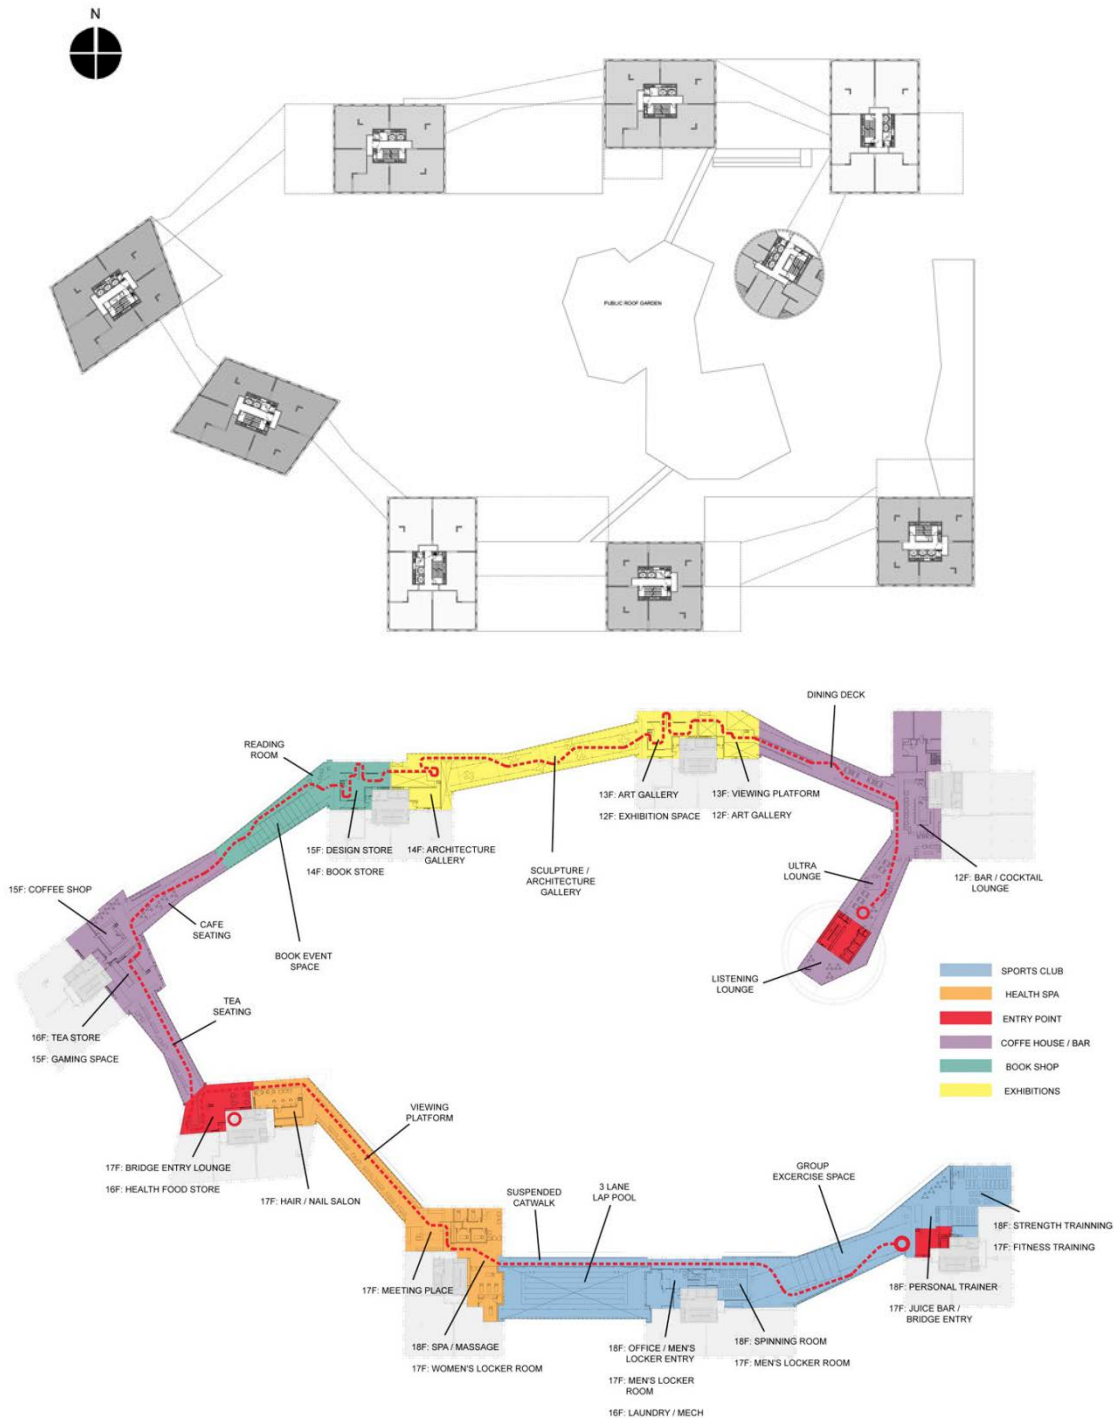 N
PUBLIC ROOF GARDEN
DINING DECK
READING
ROOM
13F: ART GALLERY
12F: EXHIBITION SPACE
13F: VIEWING PLATFORM
12F: ART GALLERY
15F: DESIGN STORE
14F: BOOK STORE
14F: ARCHITECTURE
GALLERY
SCULPTURE /
ARCHITECTURE
GALLERY
ULTRA
LOUNGE
12F: BAR / COCKTAIL
LOUNGE
15F: COFFEE SHOP
CAFE
SEATING
BOOK EVENT
SPACE
LISTENING
LOUNGE
SPORTS CLUB
HEALTH SPA
ENTRY POINT
COFFE HOUSE / BAR
BOOK SHOP
EXHIBITIONS
TEA
SEATING
16F: TEA STORE
15F: GAMING SPACE
VIEWING
PLATFORM
17F: BRIDGE ENTRY LOUNGE
16F: HEALTH FOOD STORE
17F: HAIR / NAIL SALON
SUSPENDED
CATWALK
3 LANE
LAP POOL
GROUP
EXCERCISE SPACE
18F: STRENGTH TRAINNING
17F: FITNESS TRAINING
17F: MEETING PLACE
18F: PERSONAL TRAINER
17F: JUICE BAR /
BRIDGE ENTRY
18F: SPA / MASSAGE
17F: WOMEN'S LOCKER ROOM
18F: OFFICE / MEN'S
LOCKER ENTRY
17F: MEN'S LOCKER
ROOM
16F: LAUNDRY / MECH
18F: SPINNING ROOM
17F: MEN'S LOCKER ROOM